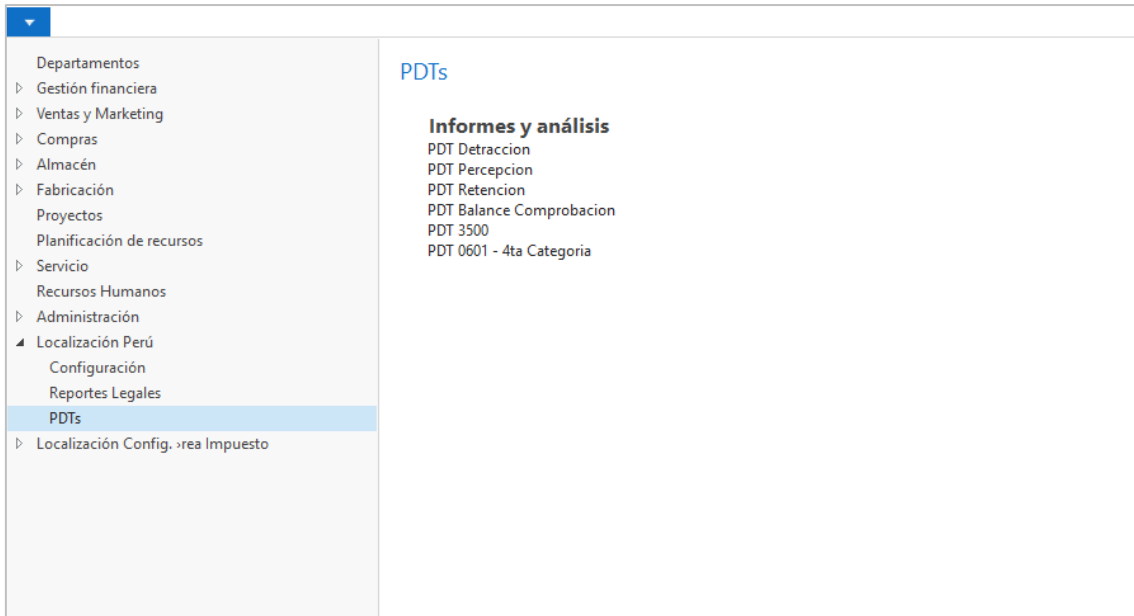 Departamentos
Gestión financiera
Ventas y Marketing
Compras
Almacén
Fabricación
Proyectos
Planificación de recursos
Servicio
Recursos Humanos
Administración
Localización Perú
Configuración
Reportes Legales
PDTs
Localización Config. ›rea Impuesto
PDTs
Informes y análisis
PDT Detraccion
PDT Percepcion
PDT Retencion
PDT Balance Comprobacion
PDT 3500
PDT 0601 - 4ta Categoria